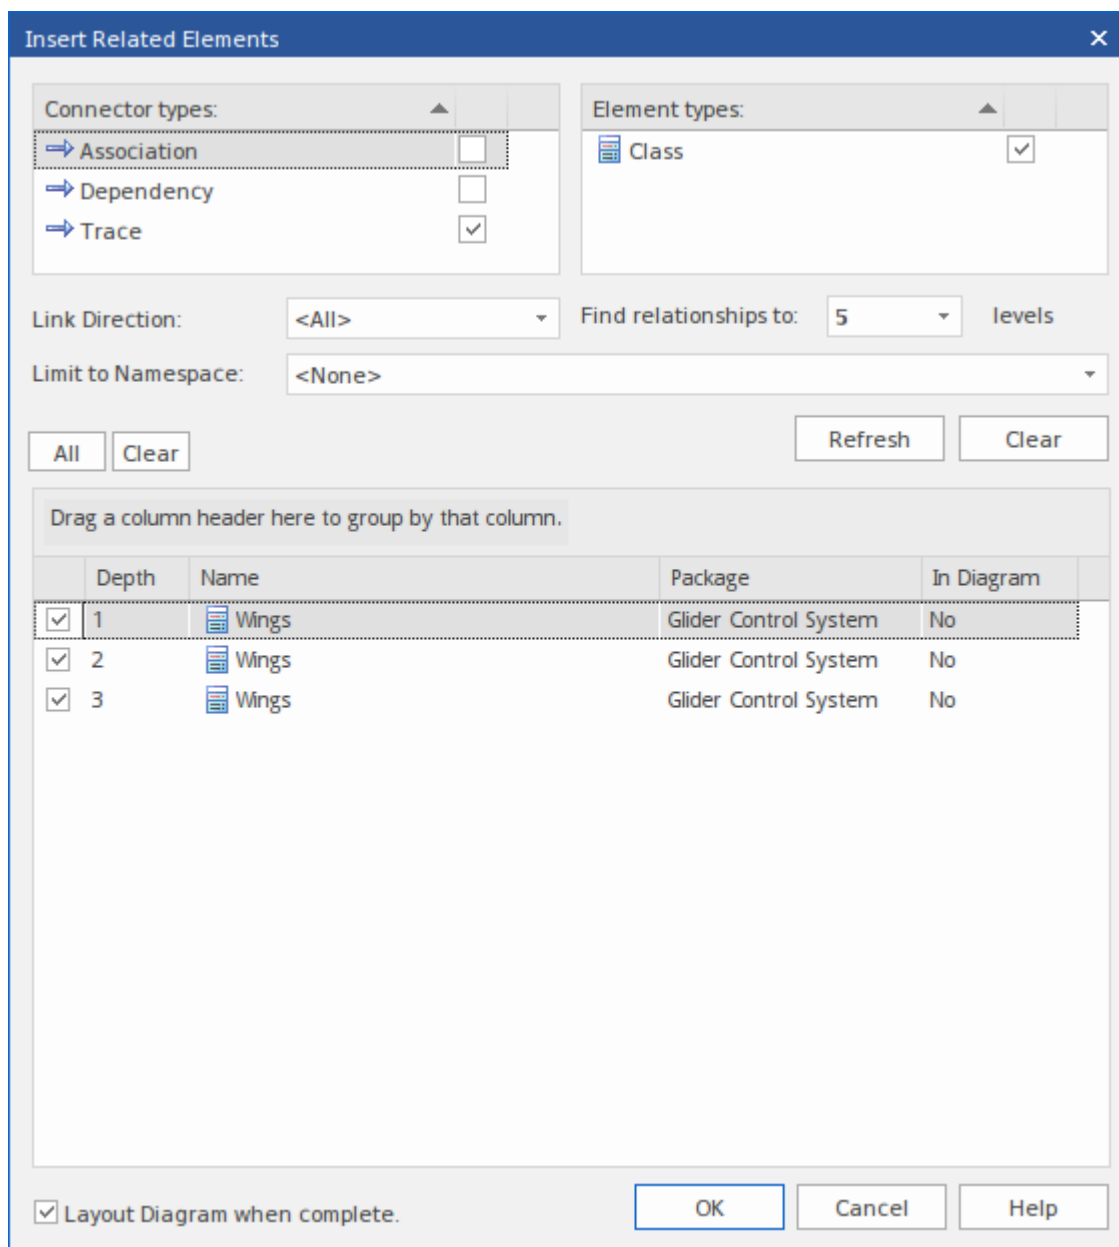 Insert Related Elements
Connector types:
Element types:
Association
Class
Dependency
Trace
Link Direction: <All> Find relationships to: 5 levels
Limit to Namespace: <None>
All Clear Refresh Clear
Drag a column header here to group by that column.
Depth Name Package In Diagram
1 Wings Glider Control System No
2 Wings Glider Control System No
3 Wings Glider Control System No
Layout Diagram when complete. OK Cancel Help